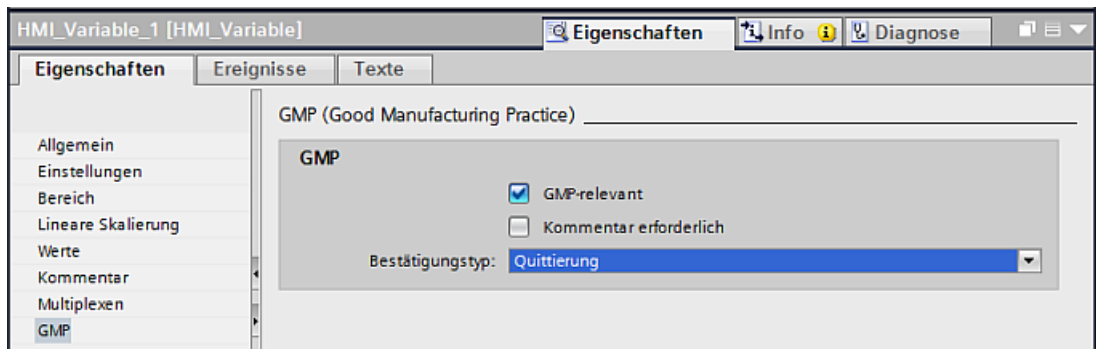 HMI_Variable_1 [HMI_Variable]
Eigenschaften
Info
Diagnose
Eigenschaften
Ereignisse
Texte
GMP (Good Manufacturing Practice)
Allgemein
Einstellungen
Bereich
Lineare Skalierung
Werte
Kommentar
Multiplexen
GMP
GMP
GMP-relevant
Kommentar erforderlich
Bestätigungstyp: Quittierung